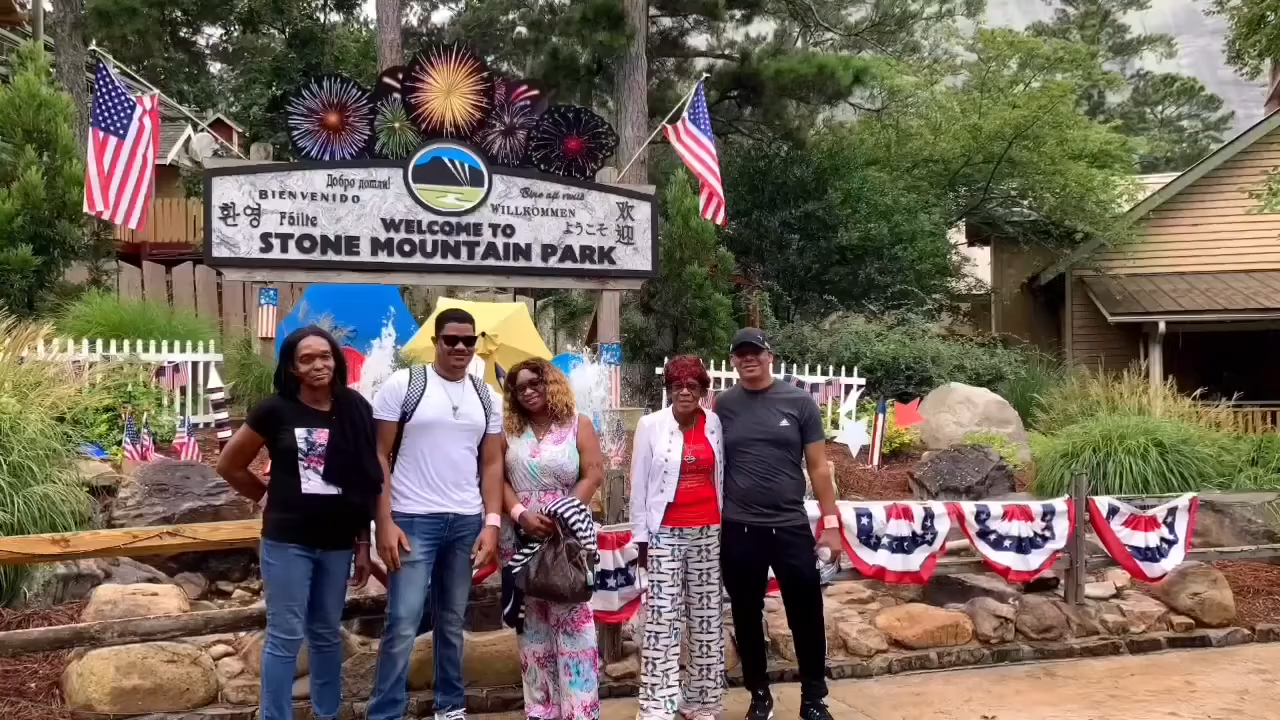 Добро дошли!
Bine ați venit
BIENVENIDO
WILLKOMMEN
환영
Fáilte
ようこそ
欢迎
WELCOME TO
STONE MOUNTAIN PARK